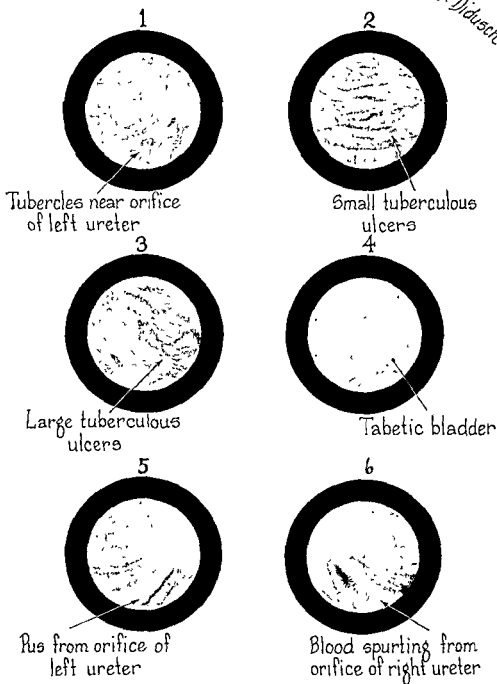 Didusch
1
2
Tubercles near orifice
of left ureter
Small tuberculous
ulcers
3
4
Large tuberculous
ulcers
Tabetic bladder
5
6
Pus from orifice of
left ureter
Blood spurting from
orifice of right ureter